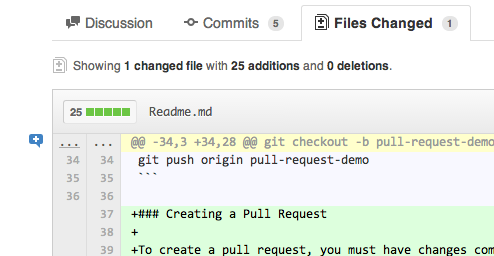 Discussion Commits 5 Files Changed 1
Showing 1 changed file with 25 additions and 0 deletions.
25 Readme.md
... ... @@ -34,3 +34,28 @@ git checkout -b pull-request-demo
34 34 git push origin pull-request-demo
35 35 ```
36 36
37 +### Creating a Pull Request
38 +
39 +To create a pull request, you must have changes com